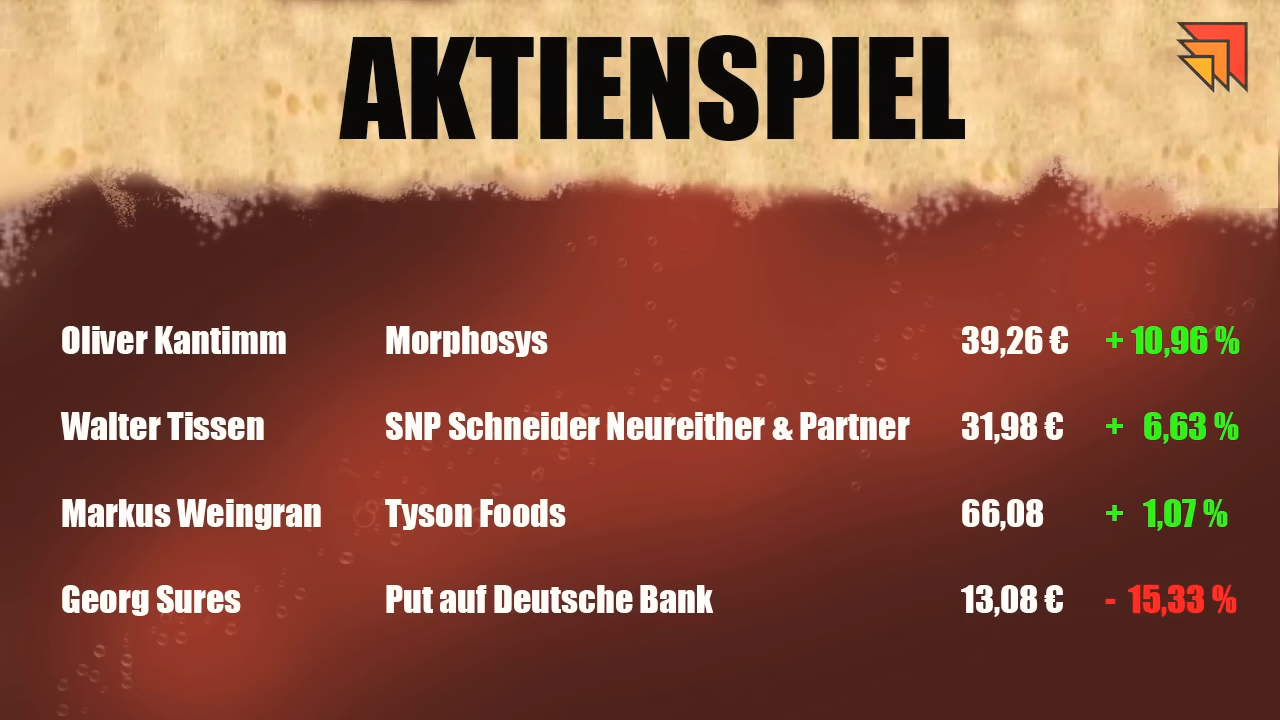 AKTIENSPIEL
Oliver Kantimm Morphosys 39,26 € + 10,96 %
Walter Tissen SNP Schneider Neureither & Partner 31,98 € + 6,63 %
Markus Weingran Tyson Foods 66,08 + 1,07 %
Georg Sures Put auf Deutsche Bank 13,08 € - 15,33 %